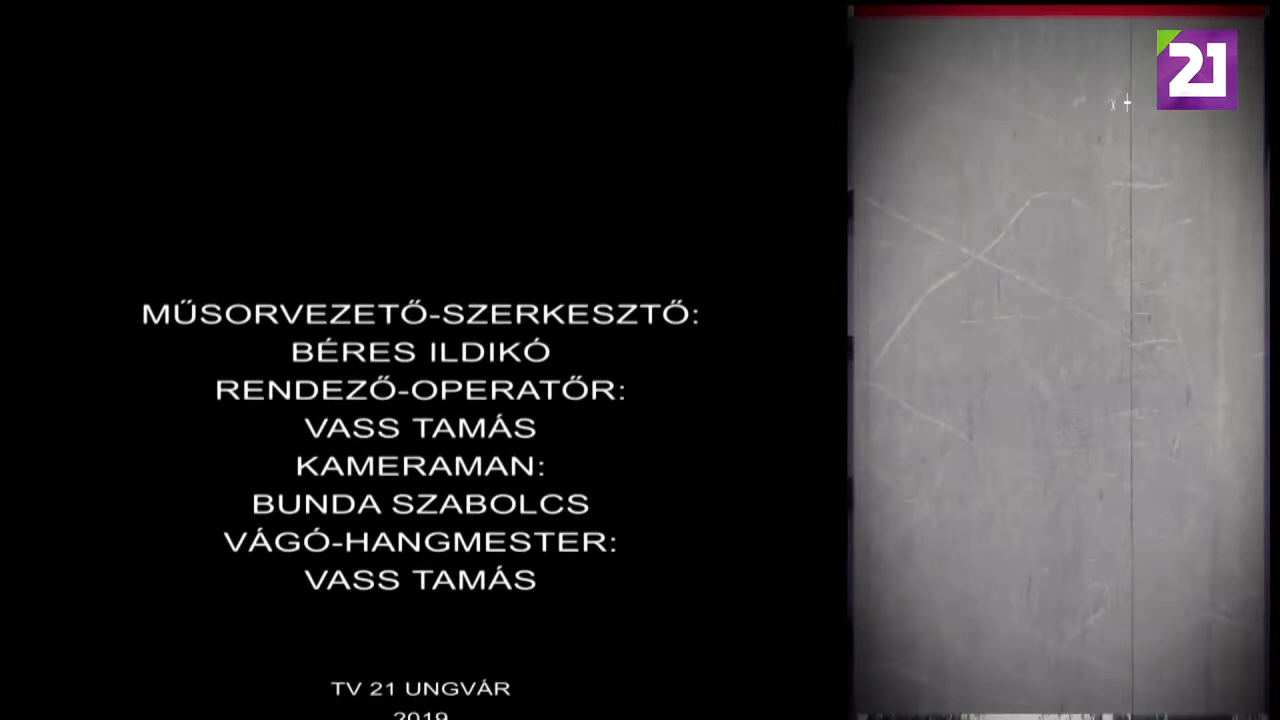 21
MŰSORVEZETŐ-SZERKESZTŐ:
BÉRES ILDIKÓ
RENDEZŐ-OPERATŐR:
VASS TAMÁS
KAMERAMAN:
BUNDA SZABOLCS
VÁGÓ-HANGMESTER:
VASS TAMÁS
TV 21 UNGVÁR
2019